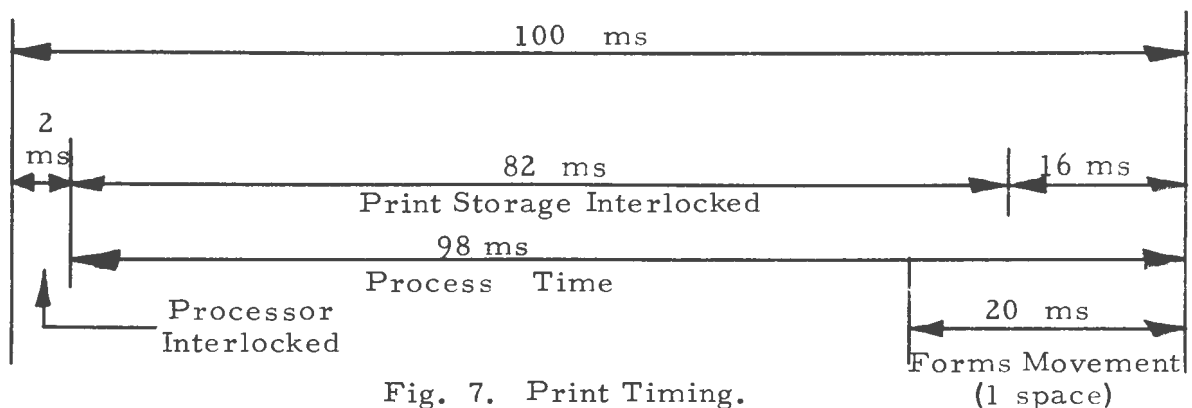 100 ms
2
ms
82 ms
16 ms
Print Storage Interlocked
98 ms
Process Time
Processor
Interlocked
20 ms
Forms Movement
(1 space)
Fig. 7. Print Timing.